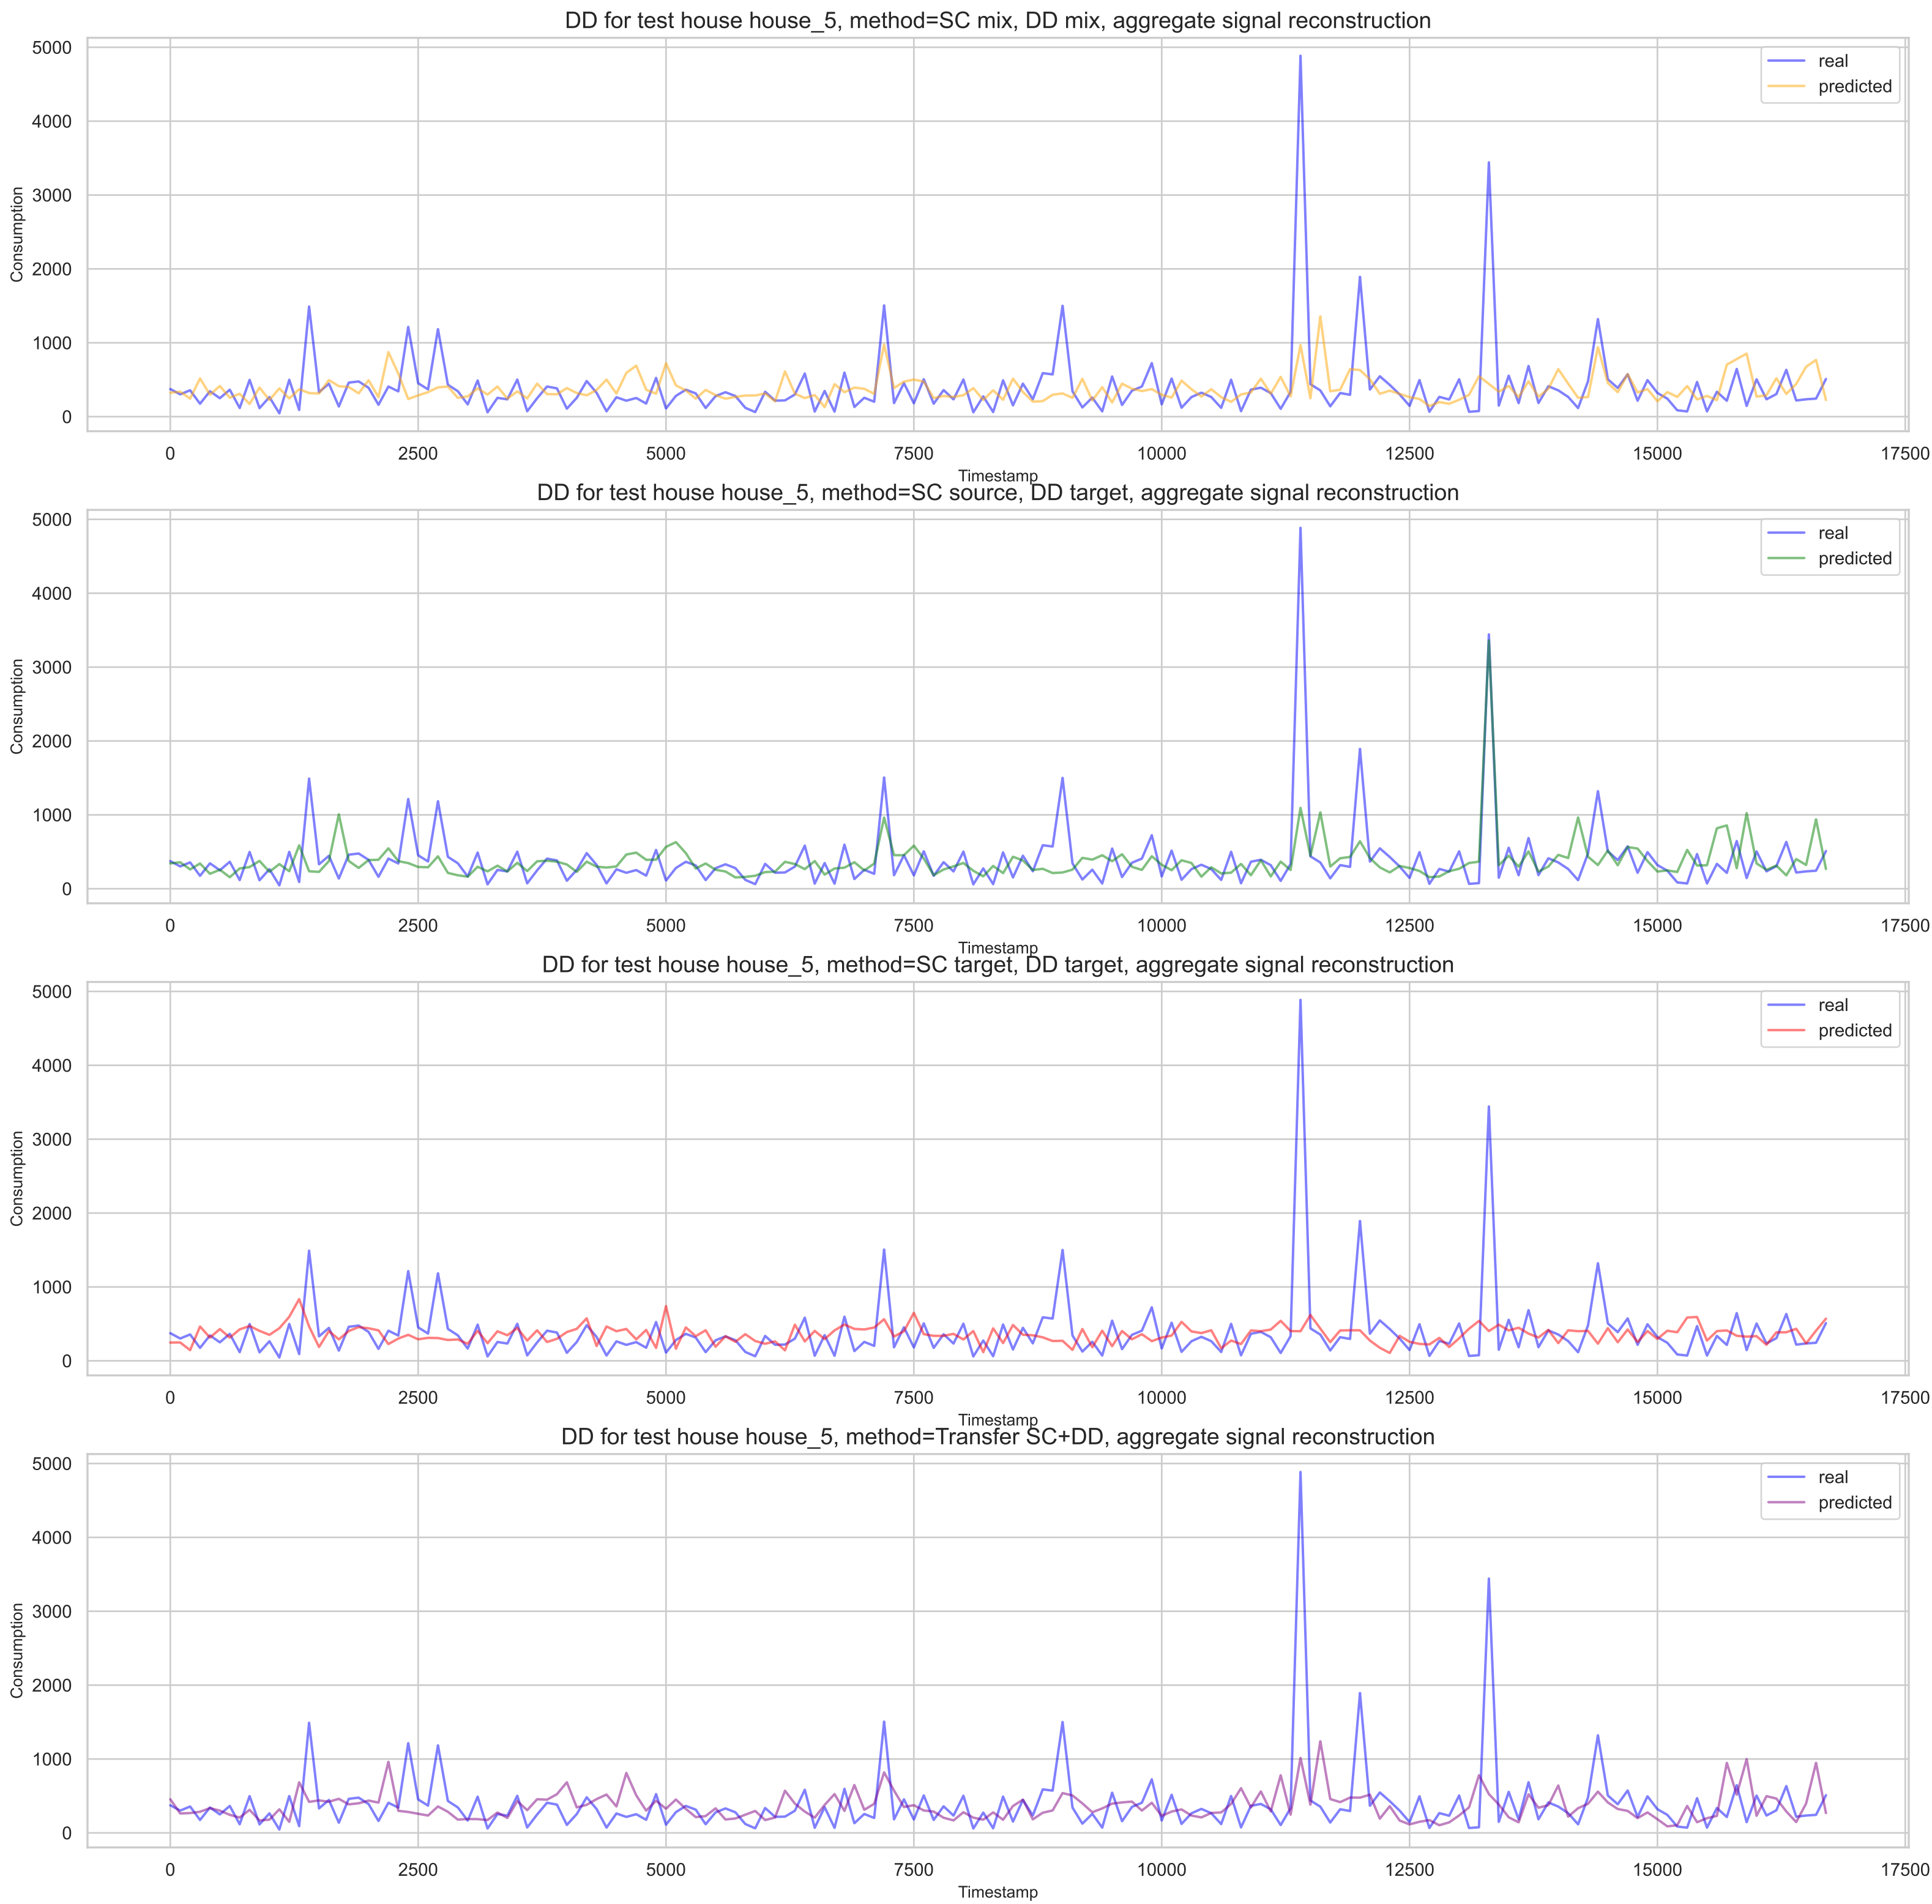 DD for test house house_5, method=SC mix, DD mix, aggregate signal reconstruction
5000
4000
3000
2000
1000
0
Consumption
real
predicted
0 2500 5000 7500 10000 12500 15000 17500
Timestamp
DD for test house house_5, method=SC source, DD target, aggregate signal reconstruction
5000
4000
3000
2000
1000
0
Consumption
real
predicted
0 2500 5000 7500 10000 12500 15000 17500
Timestamp
DD for test house house_5, method=SC target, DD target, aggregate signal reconstruction
5000
4000
3000
2000
1000
0
Consumption
real
predicted
0 2500 5000 7500 10000 12500 15000 17500
Timestamp
DD for test house house_5, method=Transfer SC+DD, aggregate signal reconstruction
5000
4000
3000
2000
1000
0
Consumption
real
predicted
0 2500 5000 7500 10000 12500 15000 17500
Timestamp